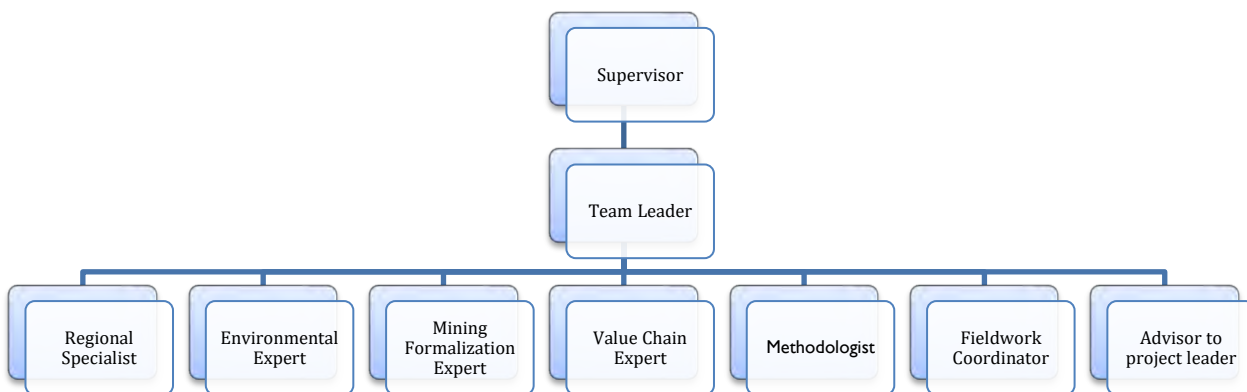 Supervisor
Team Leader
Regional
Specialist
Environmental
Expert
Mining
Formalization
Expert
Value Chain
Expert
Methodologist
Fieldwork
Coordinator
Advisor to
project leader